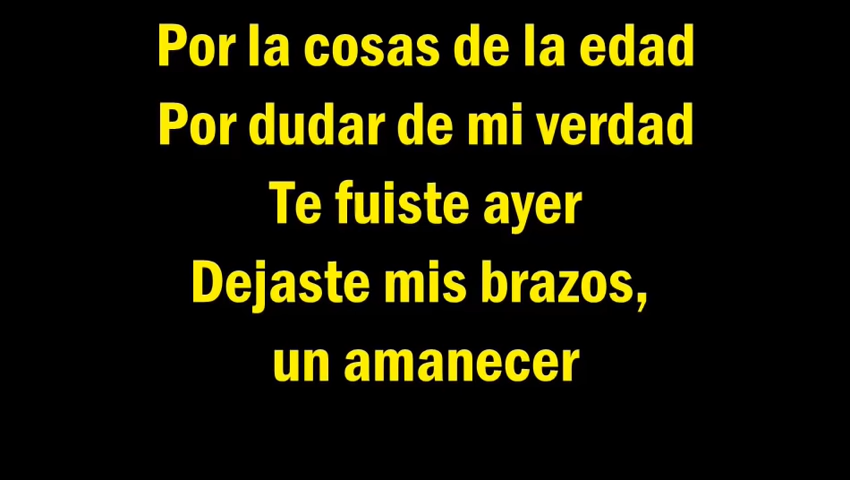 Por la cosas de la edad
Por dudar de mi verdad
Te fuiste ayer
Dejaste mis brazos,
un amanecer